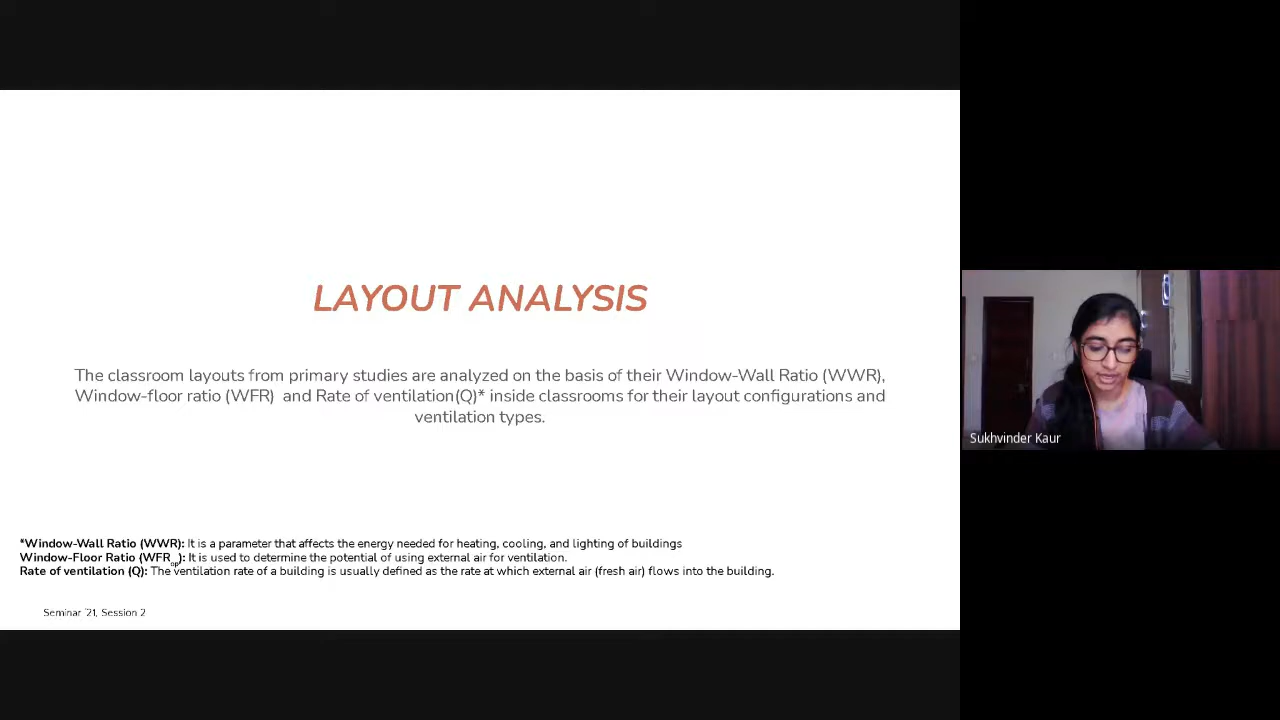 LAYOUT ANALYSIS
The classroom layouts from primary studies are analyzed on the basis of their Window-Wall Ratio (WWR),
Window-floor ratio (WFR) and Rate of ventilation(Q)* inside classrooms for their layout configurations and
ventilation types.
*Window-Wall Ratio (WWR): It is a parameter that affects the energy needed for heating, cooling, and lighting of buildings
Window-Floor Ratio (WFRop): It is used to determine the potential of using external air for ventilation.
Rate of ventilation (Q): The ventilation rate of a building is usually defined as the rate at which external air (fresh air) flows into the building.
Seminar '21, Session 2
Sukhvinder Kaur